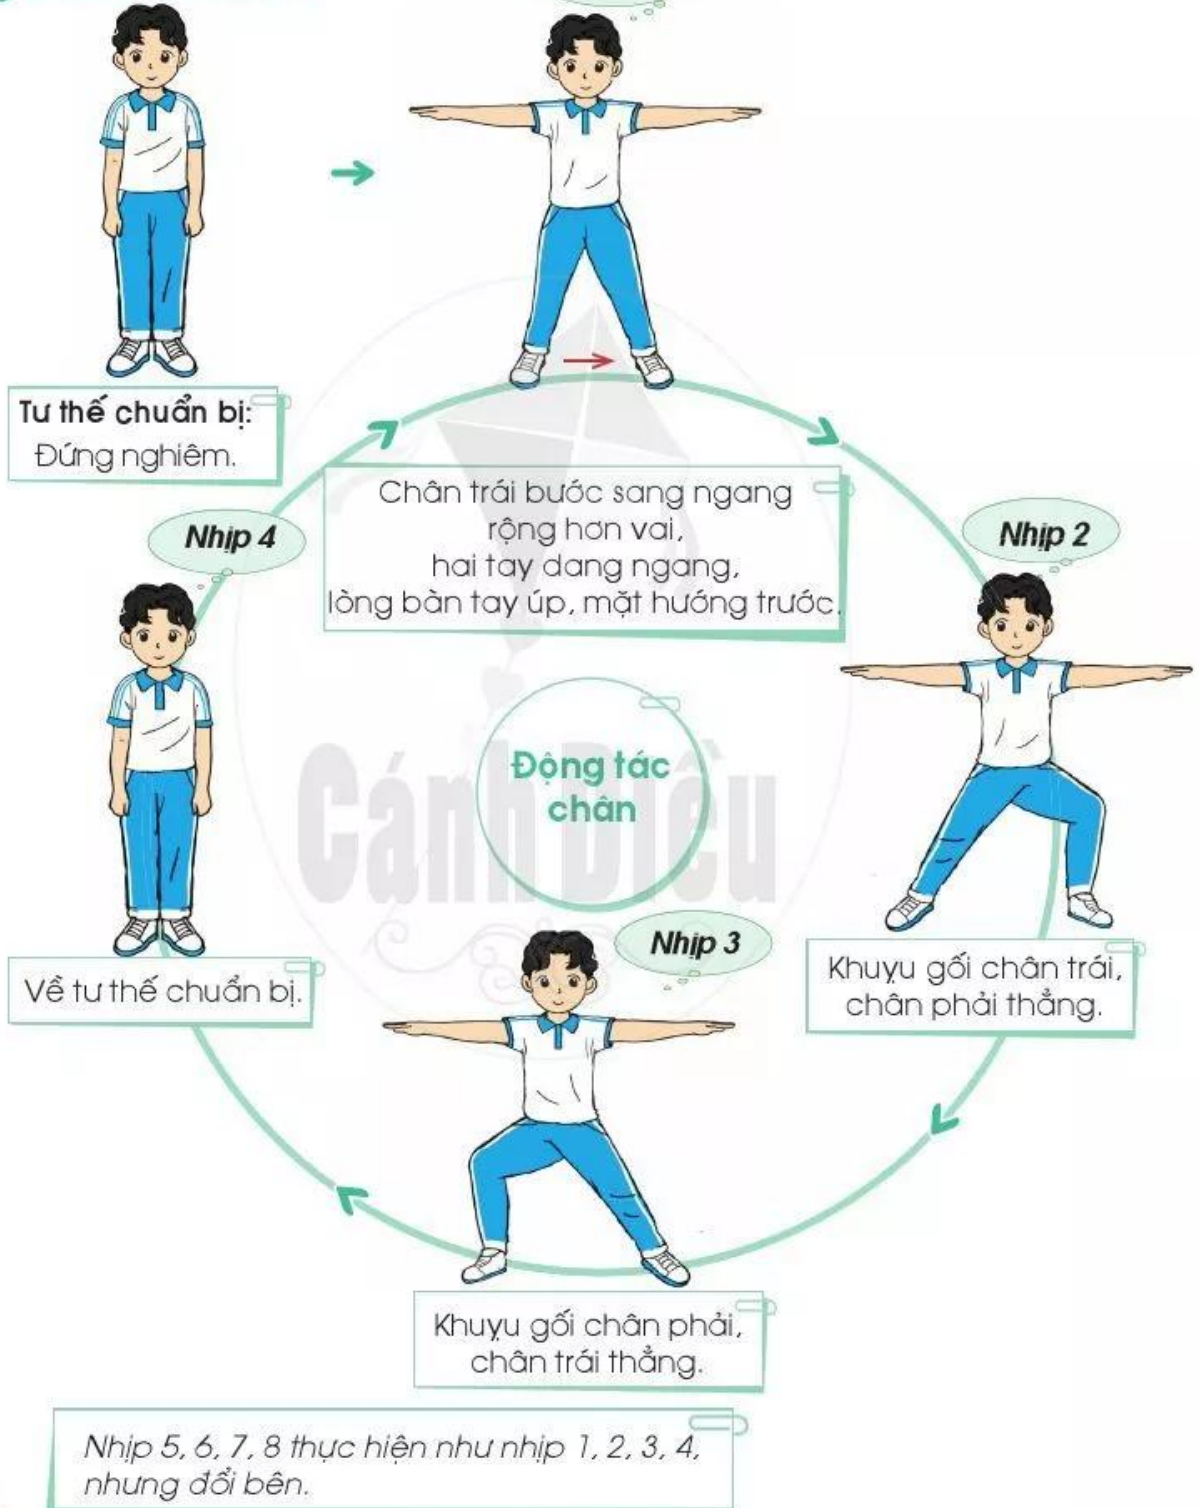 Tư thế chuẩn bị:
Đứng nghiêm.
Chân trái bước sang ngang
rộng hơn vai,
hai tay dang ngang,
lòng bàn tay úp, mặt hướng trước.
Nhịp 2
Khuyu gối chân trái,
chân phải thẳng.
Nhịp 3
Khuyu gối chân phải,
chân trái thẳng.
Nhịp 4
Về tư thế chuẩn bị.
Động tác
chân
Cánh Diều
Nhịp 5, 6, 7, 8 thực hiện như nhịp 1, 2, 3, 4,
nhưng đổi bên.